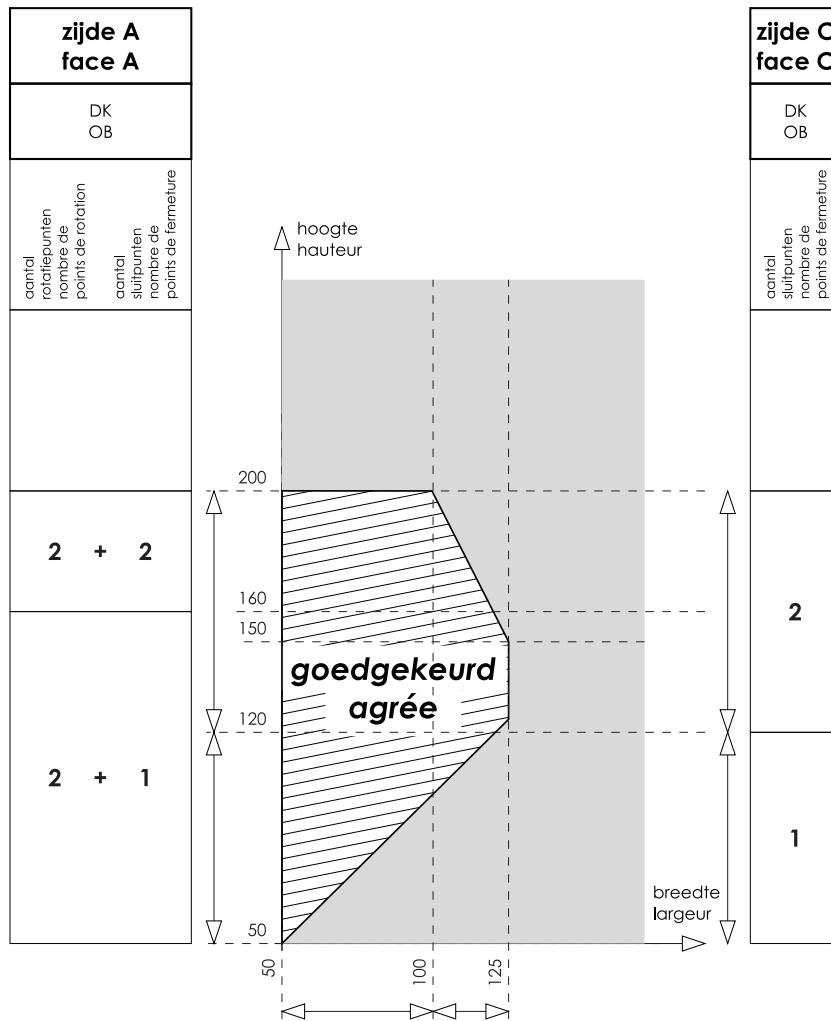 zijde A
face A
DK
OB
aantal
rotatiepunten
nombre de
points de rotation
aantal
sluitpunten
nombre de
points de fermeture
2 + 2
2 + 1
hoogte
hauteur
200
160
150
120
50
goedgekeurd
agrée
breedte
largeur
50
100
125
zijde C
face C
DK
OB
aantal
sluitpunten
nombre de
points de fermeture
2
1